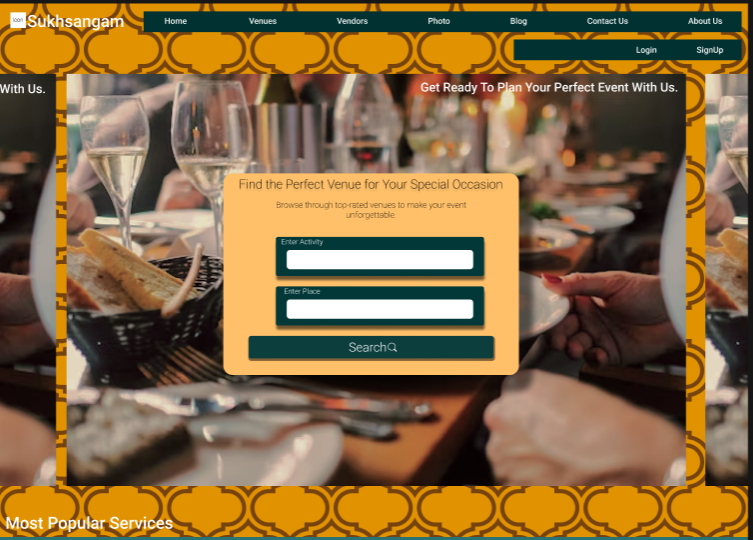 Sukhsangam
Home Venues Vendors Photo Blog Contact Us About Us
Login SignUp
With Us.
Get Ready To Plan Your Perfect Event With Us.
Find the Perfect Venue for Your Special Occasion
Browse through top-rated venues to make your event
unforgettable.
Enter Activity
Enter Place
Search
Most Popular Services